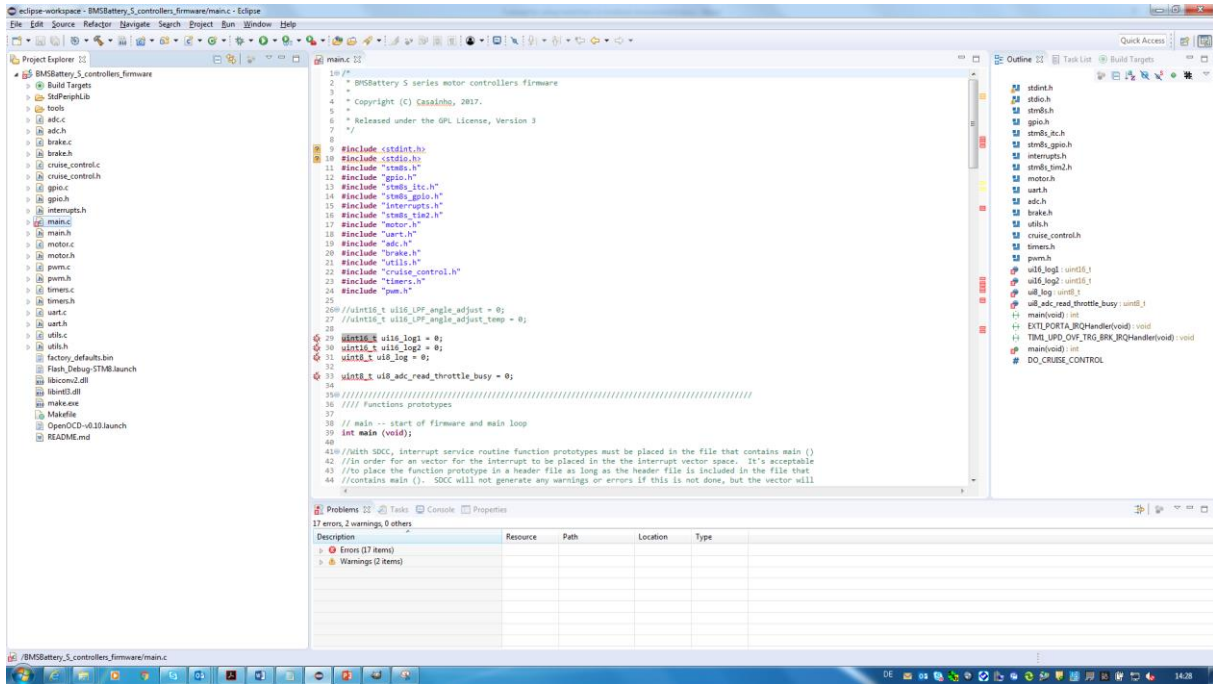 eclipse-workspace - BMSBattery_S_controllers_firmware/main.c - Eclipse
File Edit Source Refactor Navigate Search Project Run Window Help
Quick Access
Project Explorer
BMSBattery_S_controllers_firmware
Build Targets
StdPeriphLib
tools
adc.c
adc.h
brake.c
brake.h
cruise_control.c
cruise_control.h
gpio.c
gpio.h
interrupts.h
main.c
main.h
motor.c
motor.h
pwm.c
pwm.h
timers.c
timers.h
uart.c
uart.h
utils.c
utils.h
factory_defaults.bin
Flash_Debug-STM8.launch
libiconv2.dll
libintl3.dll
make.exe
Makefile
OpenOCD-v0.10.launch
README.md
main.c
1 /*
2 * BMSBattery S series motor controllers firmware
3 *
4 * Copyright (C) Casainho, 2017.
5 *
6 * Released under the GPL License, Version 3
7 */
8
9 #include <stdint.h>
10 #include <stdio.h>
11 #include "stm8s.h"
12 #include "gpio.h"
13 #include "stm8s_itc.h"
14 #include "stm8s_gpio.h"
15 #include "interrupts.h"
16 #include "stm8s_tim2.h"
17 #include "motor.h"
18 #include "uart.h"
19 #include "adc.h"
20 #include "brake.h"
21 #include "utils.h"
22 #include "cruise_control.h"
23 #include "timers.h"
24 #include "pwm.h"
25
26 //uint16_t ui16_LPF_angle_adjust = 0;
27 //uint16_t ui16_LPF_angle_adjust_temp = 0;
28
29 uint16_t ui16_log1 = 0;
30 uint16_t ui16_log2 = 0;
31 uint8_t ui8_log = 0;
32
33 uint8_t ui8_adc_read_throttle_busy = 0;
34
35 /////////////////////////////////////////////////////////////////////////////////////////////
36 //// Functions prototypes
37
38 // main -- start of firmware and main loop
39 int main (void);
40
41 //With SDCC, interrupt service routine function prototypes must be placed in the file that contains main ()
42 //in order for an vector for the interrupt to be placed in the the interrupt vector space. It's acceptable
43 //to place the function prototype in a header file as long as the header file is included in the file that
44 //contains main (). SDCC will not generate any warnings or errors if this is not done, but the vector will
Outline Task List Build Targets
stdint.h
stdio.h
stm8s.h
gpio.h
stm8s_itc.h
stm8s_gpio.h
interrupts.h
stm8s_tim2.h
motor.h
uart.h
adc.h
brake.h
utils.h
cruise_control.h
timers.h
pwm.h
ui16_log1 : uint16_t
ui16_log2 : uint16_t
ui8_log : uint8_t
ui8_adc_read_throttle_busy : uint8_t
main(void) : int
EXTI_PORTA_IRQHandler(void) : void
TIM1_UPD_OVF_TRG_BRK_IRQHandler(void) : void
main(void) : int
DO_CRUISE_CONTROL
Problems Tasks Console Properties
17 errors, 2 warnings, 0 others
Description Resource Path Location Type
Errors (17 items)
Warnings (2 items)
/BMSBattery_S_controllers_firmware/main.c
DE
14:28